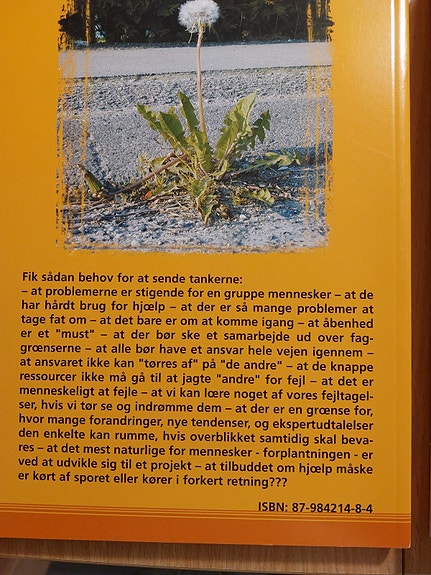 Fik sådan behov for at sende tankerne:
– at problemerne er stigende for en gruppe mennesker – at de
har hårdt brug for hjælp – at der er så mange problemer at
tage fat om – at det bare er om at komme igang – at åbenhed
er et "must" – at der bør ske et samarbejde ud over fag-
grænserne – at alle bør have et ansvar hele vejen igennem –
at ansvaret ikke kan "tørres af" på "de andre" – at de knappe
ressourcer ikke må gå til at jagte "andre" for fejl – at det er
menneskeligt at fejle – at vi kan lære noget af vores fejltagel-
ser, hvis vi tør se og indrømme dem – at der er en grænse for,
hvor mange forandringer, nye tendenser, og ekspertudtalelser
den enkelte kan rumme, hvis overblikket samtidig skal beva-
res – at det mest naturlige for mennesker - forplantningen - er
ved at udvikle sig til et projekt – at tilbuddet om hjælp måske
er kørt af sporet eller kører i forkert retning???
ISBN: 87-984214-8-4